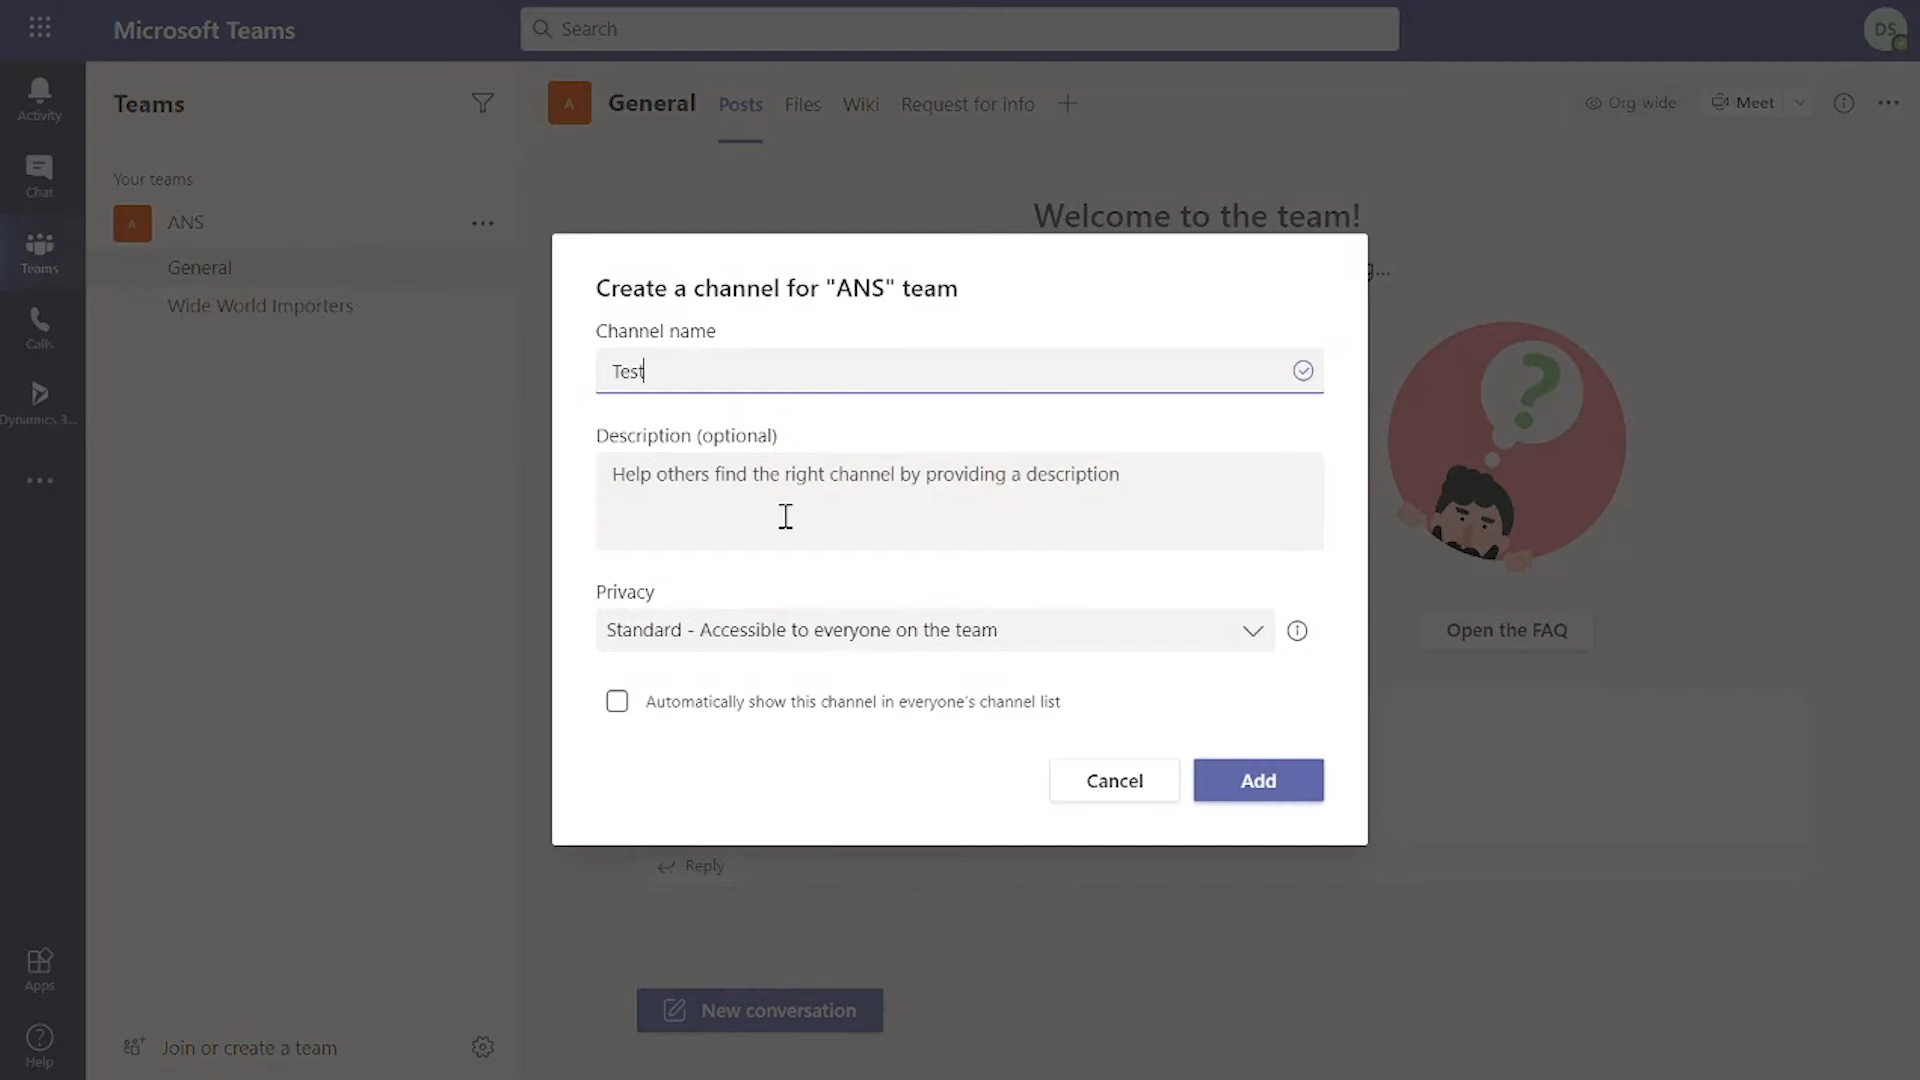 Microsoft Teams
Search
DS
Activity
Chat
Teams
Calls
Dynamics 3...
Apps
Help
Teams
Your teams
A ANS
General
Wide World Importers
Join or create a team
A General Posts Files Wiki Request for info
Org-wide
Meet
Welcome to the team!
g...
Create a channel for "ANS" team
Channel name
Test
Description (optional)
Help others find the right channel by providing a description
Privacy
Standard - Accessible to everyone on the team
Automatically show this channel in everyone's channel list
Cancel
Add
Open the FAQ
Reply
New conversation